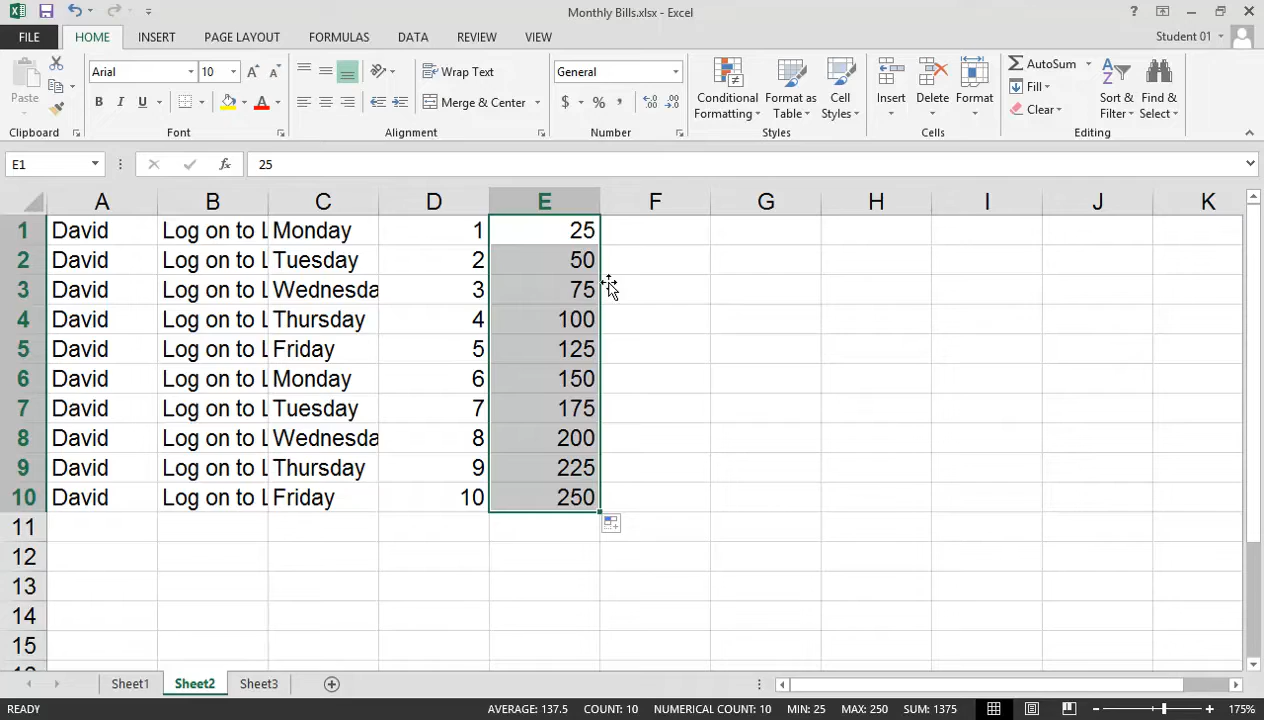 Monthly Bills.xlsx - Excel
?
FILE HOME INSERT PAGE LAYOUT FORMULAS DATA REVIEW VIEW Student 01
Paste
Clipboard
Arial 10
B I U
Font
Wrap Text
Merge & Center
Alignment
General
$ % ,
Number
Conditional Formatting
Format as Table
Cell Styles
Styles
Insert Delete Format
Cells
AutoSum
Fill
Clear
Sort & Filter
Find & Select
Editing
E1 fx 25
A B C D E F G H I J K
1 David Log on to L Monday 1 25
2 David Log on to L Tuesday 2 50
3 David Log on to L Wednesda 3 75
4 David Log on to L Thursday 4 100
5 David Log on to L Friday 5 125
6 David Log on to L Monday 6 150
7 David Log on to L Tuesday 7 175
8 David Log on to L Wednesda 8 200
9 David Log on to L Thursday 9 225
10 David Log on to L Friday 10 250
11
12
13
14
15
Sheet1 Sheet2 Sheet3
READY AVERAGE: 137.5 COUNT: 10 NUMERICAL COUNT: 10 MIN: 25 MAX: 250 SUM: 1375 175%